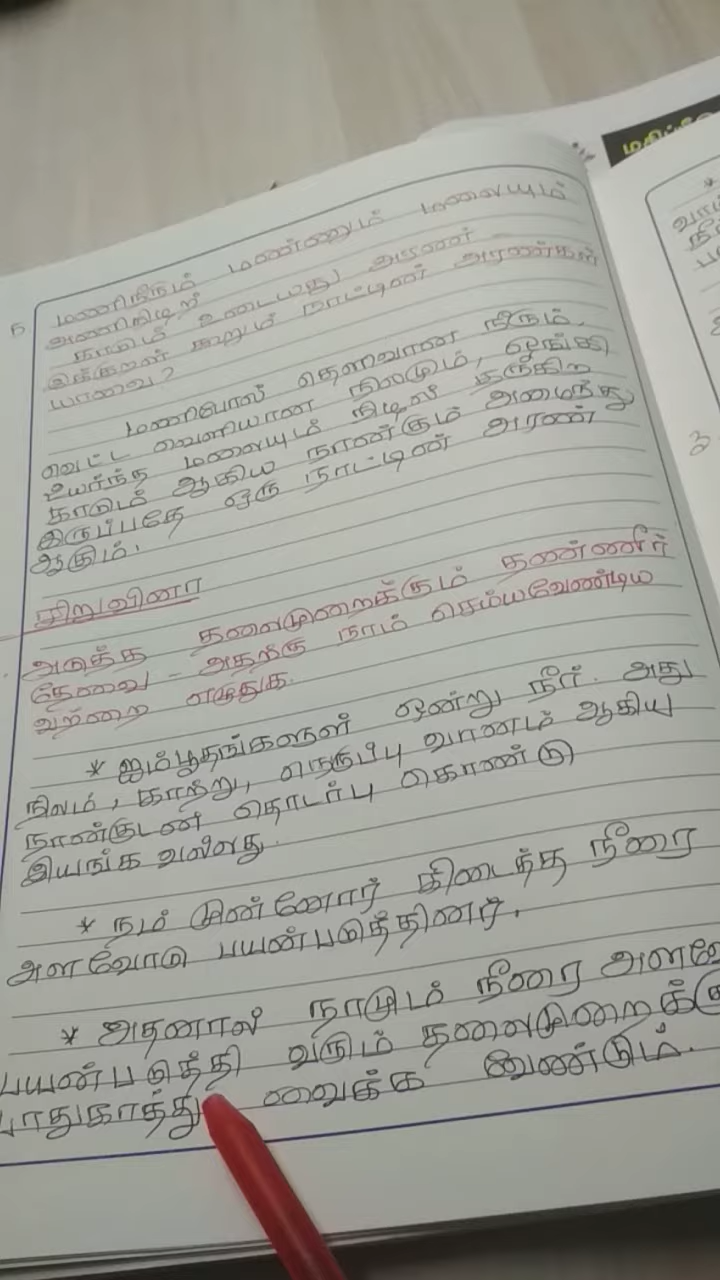 5. மணிநீரும் மண்ணும் மலையும்
அணிநிழற்
காடும் உடையது அரண் -
இக்குறள் கூறும் நாட்டின் அரண்கள்
யாவை?
மணிபோல் தெளிவான நீரும்,
வெட்ட வெளியான நிலமும், ஓங்கி
உயர்ந்த மலையும் நிழல் தருகிற
காடும் ஆகிய நான்கும் அமைந்து
இருப்பதே ஒரு நாட்டின் அரண்
ஆகும்.
சிறுவினா
அடுத்த தலைமுறைக்கும் தண்ணீர்
தேவை - அதற்கு நாம் செய்யவேண்டிய
வற்றை எழுதுக.
* ஐம்பூதங்களுள் ஒன்று நீர். அது
நிலம், காற்று, நெருப்பு வானம் ஆகிய
நான்குடன் தொடர்பு கொண்டு
இயங்க வல்லது.
* நம் முன்னோர் கிடைத்த நீரை
அளவோடு பயன்படுத்தினர்.
* அதனால் நாமும் நீரை அளவோ
பயன்படுத்தி வரும் தலைமுறைக்கு
பாதுகாத்து வைக்க வேண்டும்.
3